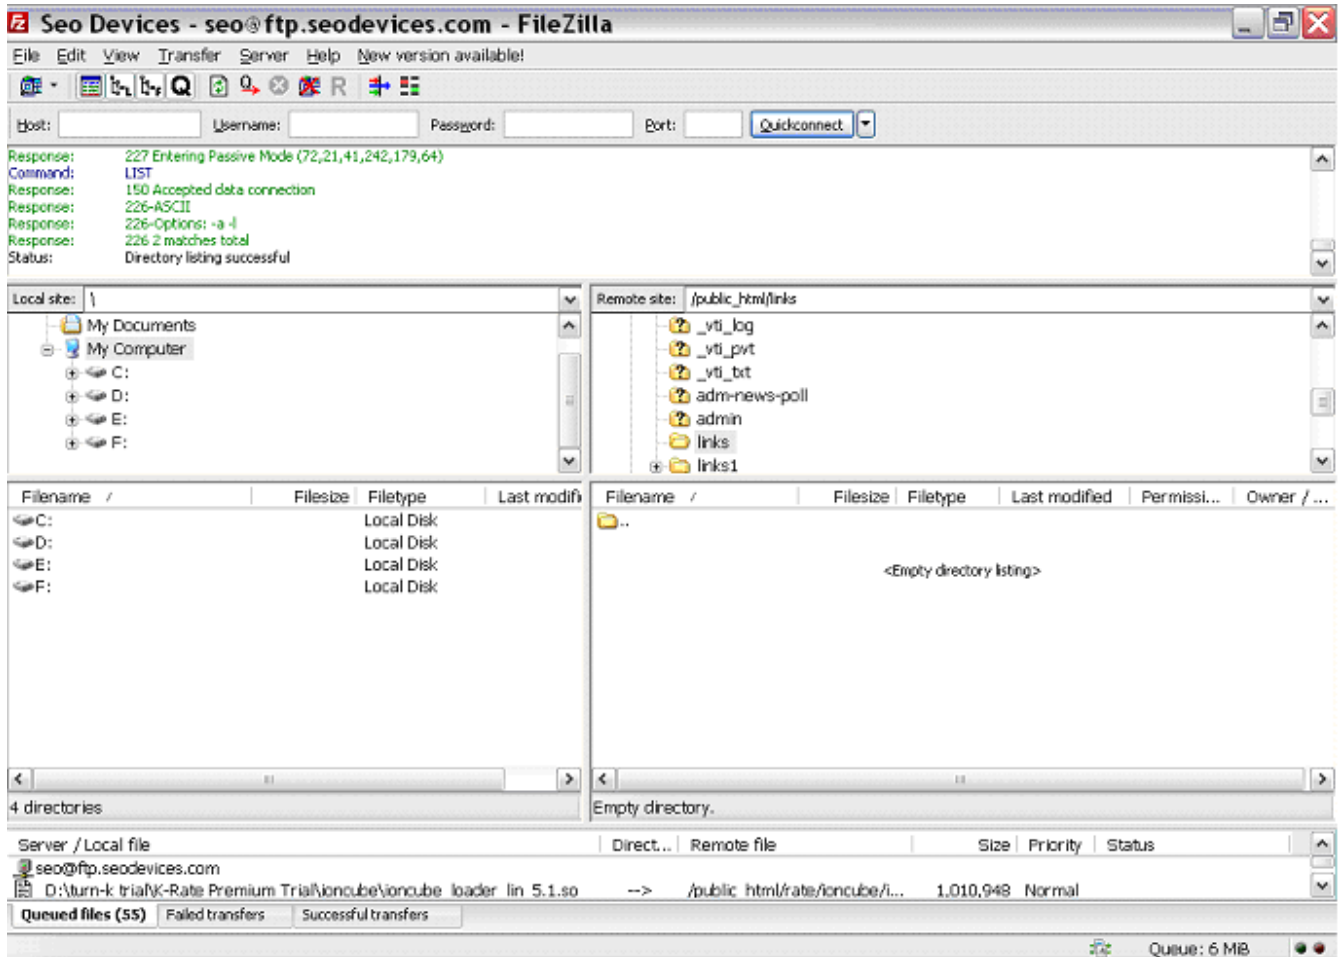 Seo Devices - seo@ftp.seodevices.com - FileZilla
File Edit View Transfer Server Help New version available!
Host: Username: Password: Port: Quickconnect
Response: 227 Entering Passive Mode (72,21,41,242,179,64)
Command: LIST
Response: 150 Accepted data connection
Response: 226-ASCII
Response: 226-Options: -a -l
Response: 226 2 matches total
Status: Directory listing successful
Local site: \
My Documents
My Computer
C:
D:
E:
F:
Remote site: /public_html/links
_vti_log
_vti_pvt
_vti_txt
adm-news-poll
admin
links
links1
Filename / Filesize Filetype Last modifi
C: Local Disk
D: Local Disk
E: Local Disk
F: Local Disk
4 directories
Filename / Filesize Filetype Last modified Permissi... Owner / ...
..
<Empty directory listing>
Empty directory.
Server / Local file Direct... Remote file Size Priority Status
seo@ftp.seodevices.com
D:\turn-k trial\K-Rate Premium Trial\ioncube\ioncube_loader_lin_5.1.so --> /public_html/rate/ioncube/i... 1,010,948 Normal
Queued files (55) Failed transfers Successful transfers
Queue: 6 MiB